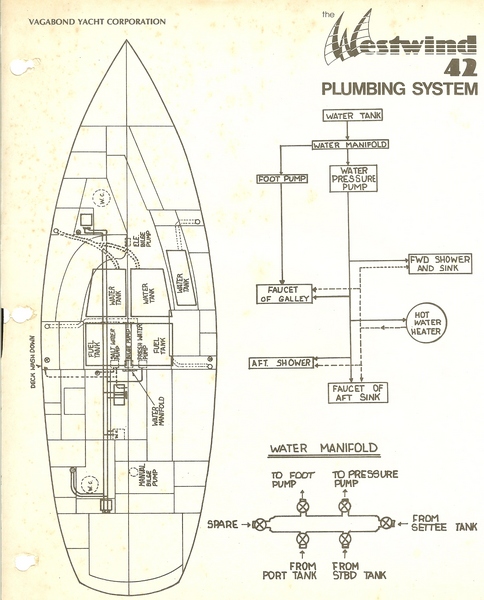 VAGABOND YACHT CORPORATION
the
Westwind
42
PLUMBING SYSTEM
WATER TANK
WATER MANIFOLD
FOOT PUMP
WATER
PRESSURE
PUMP
FWD SHOWER
AND SINK
FAUCET
OF GALLEY
HOT
WATER
HEATER
AFT. SHOWER
FAUCET OF
AFT SINK
W.C.
ELE
BILGE
PUMP
WATER
TANK
WATER
TANK
WATER
TANK
FUEL
TANK
PUMP
BILGE PUMP
WATER
PUMP
FUEL
TANK
DECK WASH DOWN
WATER
MANIFOLD
W.C.
MANUAL
BILGE PUMP
WATER MANIFOLD
TO FOOT
PUMP
TO PRESSURE
PUMP
SPARE
FROM
SETTEE TANK
FROM
PORT TANK
FROM
STBD TANK